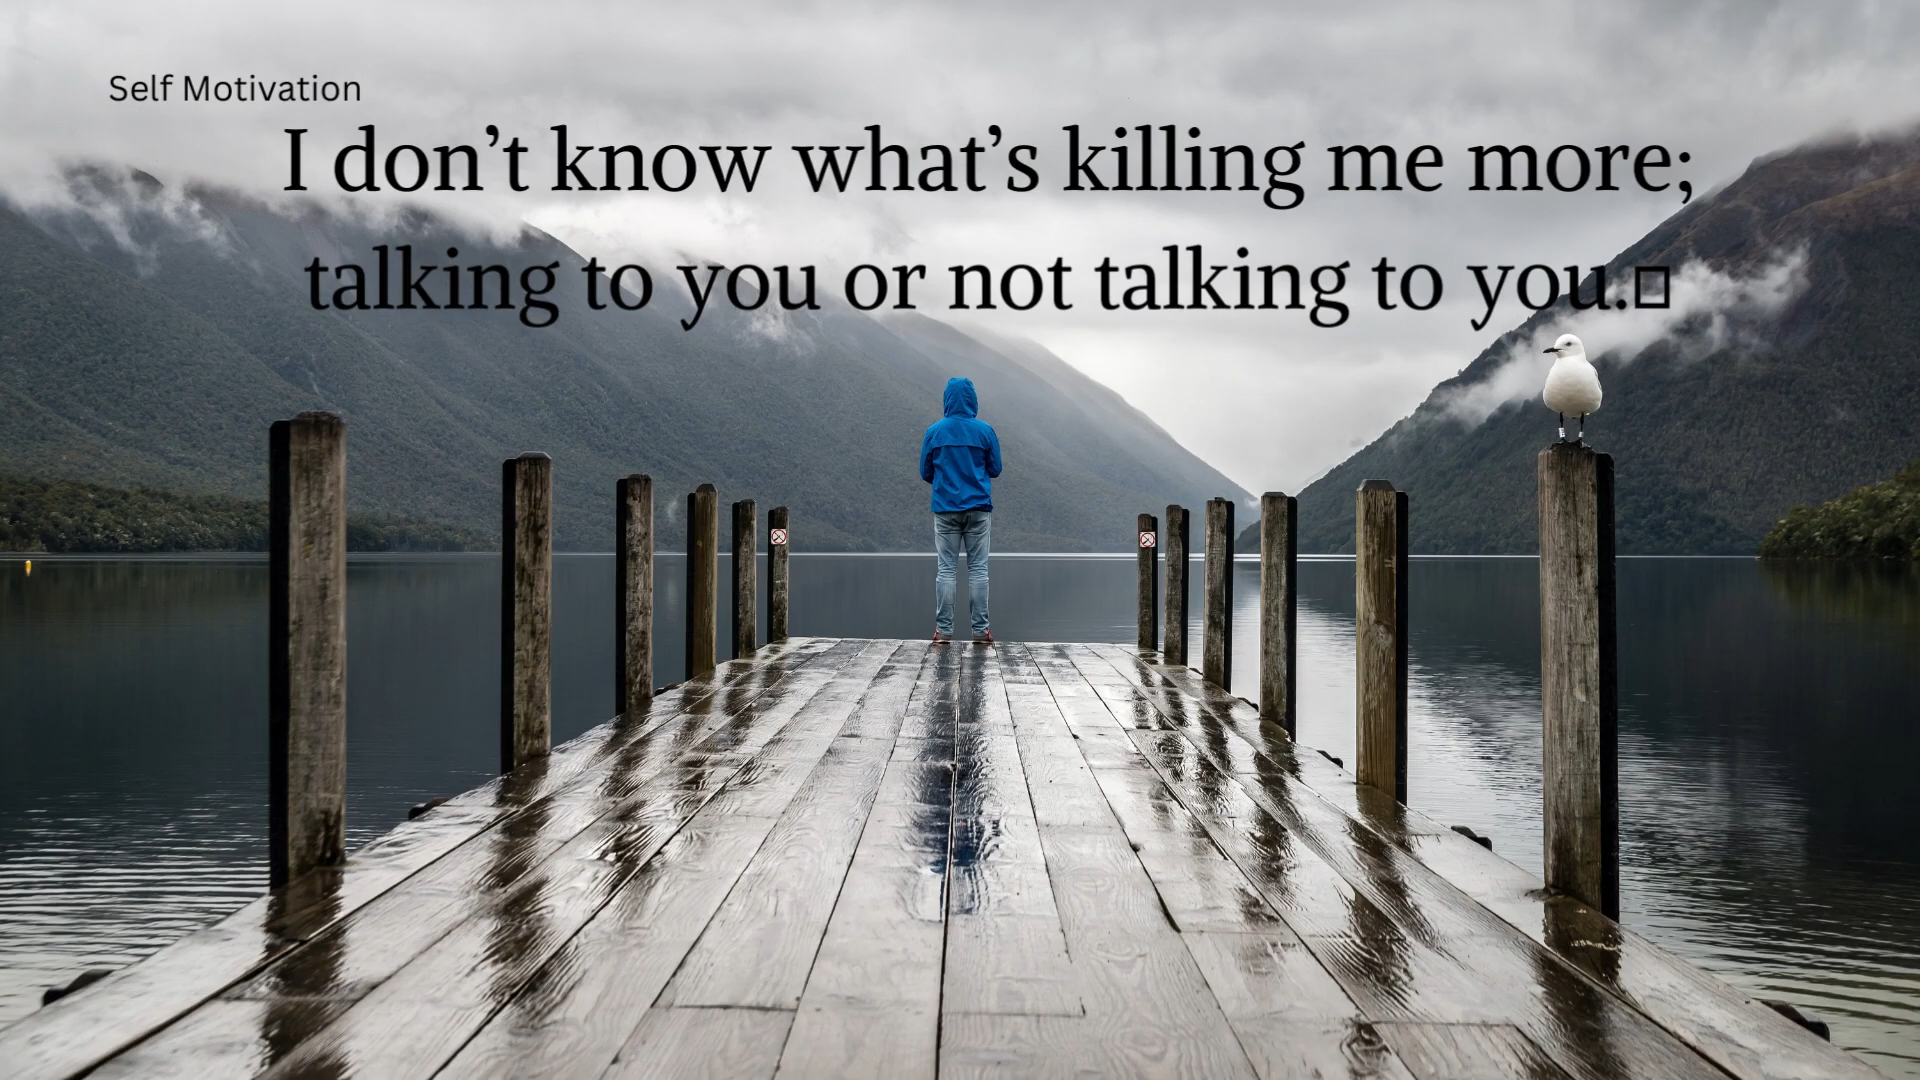 Self Motivation
I don’t know what’s killing me more;
talking to you or not talking to you.□